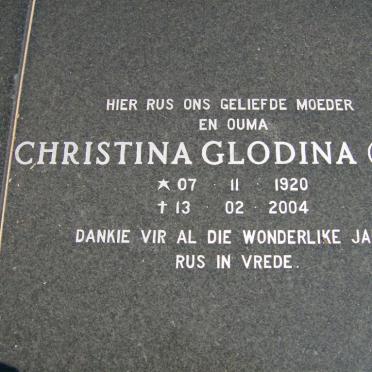 HIER RUS ONS GELIEFDE MOEDER
EN OUMA
CHRISTINA GLODINA
★ 07 · 11 · 1920
† 13 · 02 · 2004
DANKIE VIR AL DIE WONDERLIKE JA
RUS IN VREDE.